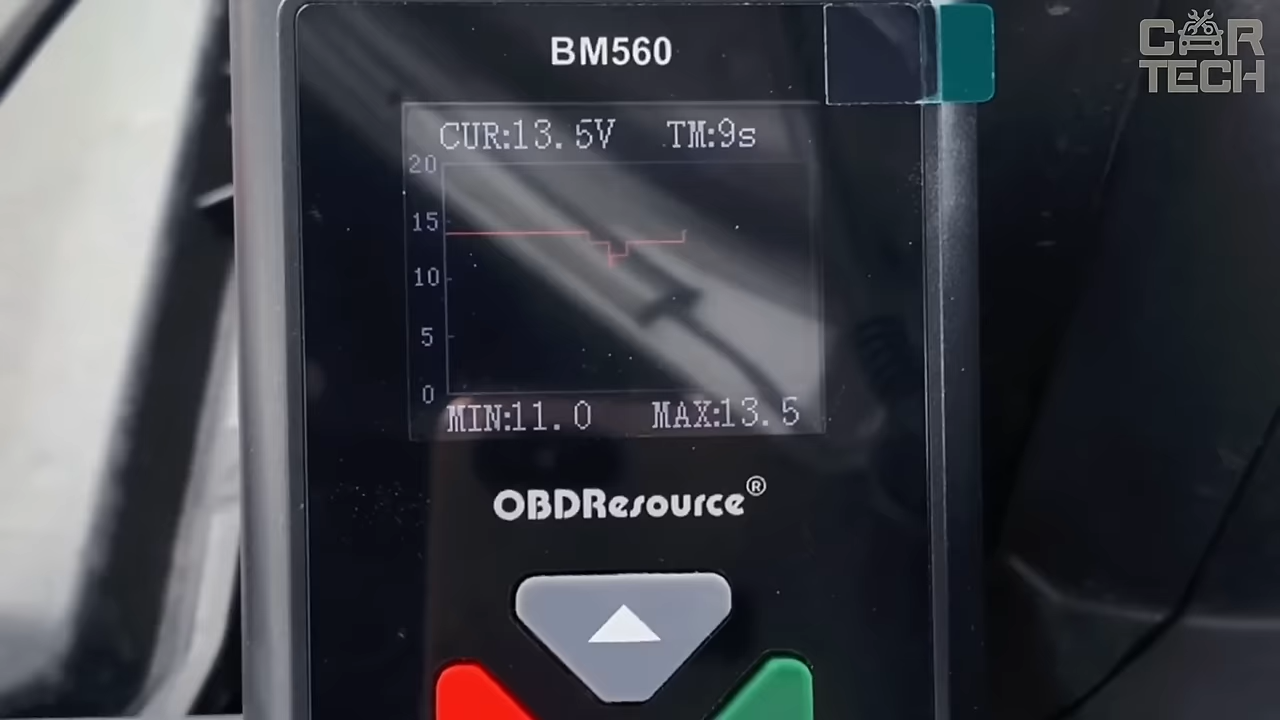 BM560
CAR
TECH
CUR:13.5V TM:9s
20
15
10
5
0
MIN:11.0 MAX:13.5
OBDResource®